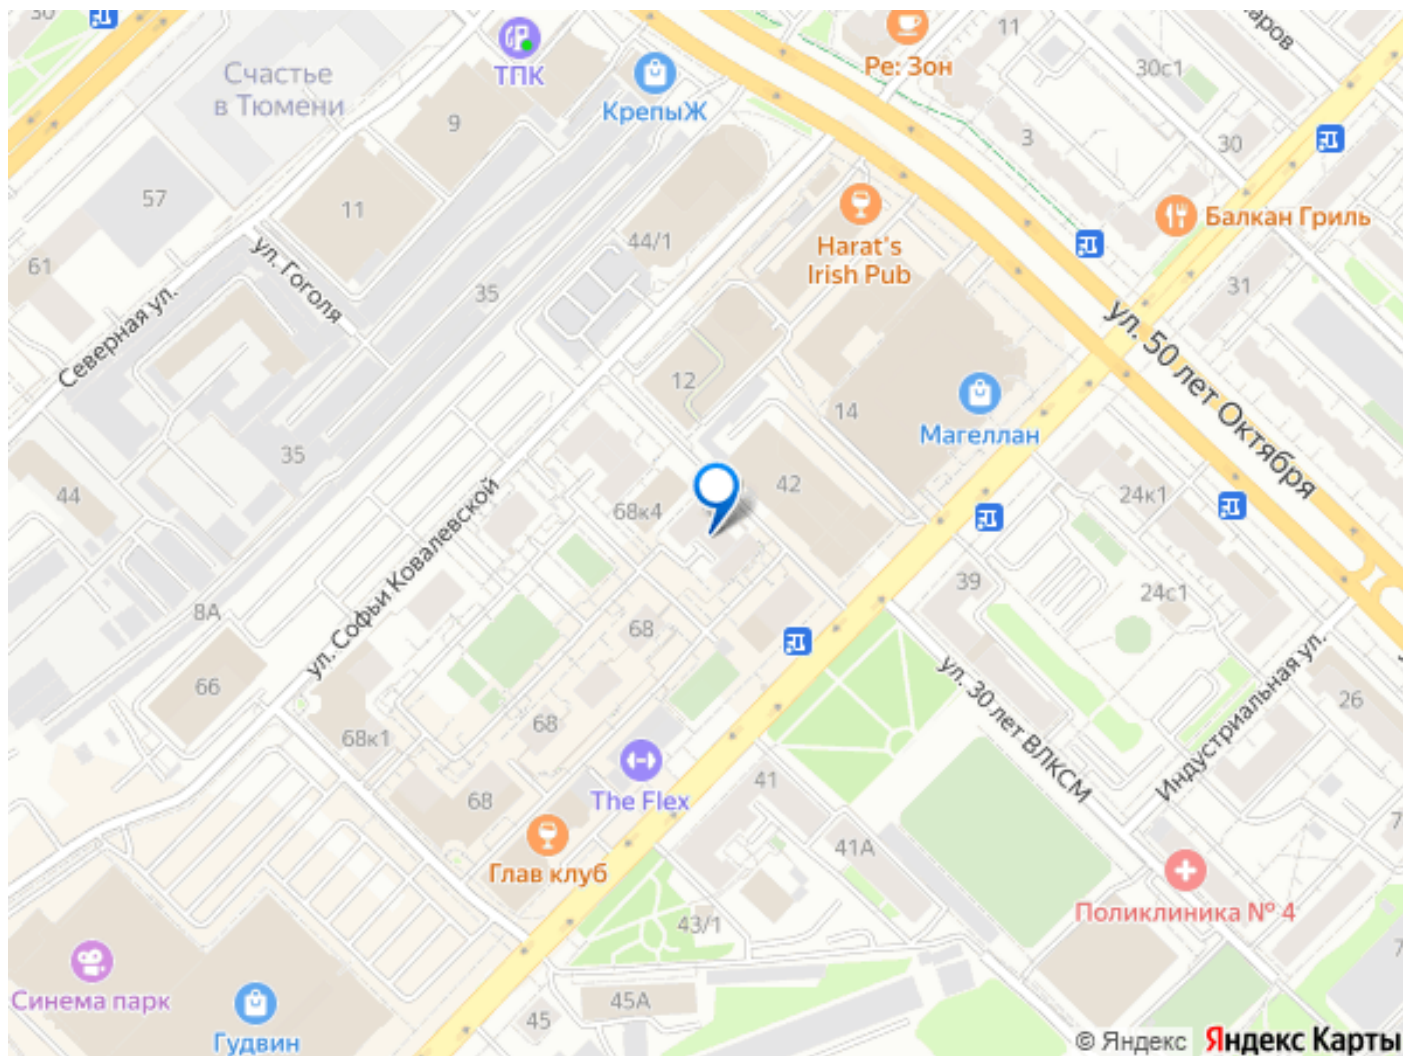 30
Счастье
в Тюмени
ТПК
КрепыЖ
Ре: Зон
11
30с1
9
3
30
57
11
44/1
Harat's
Irish Pub
Балкан Гриль
61
ул. Гоголя
35
31
Северная ул.
12
14
Магеллан
ул. 50 лет Октября
35
44
68к4
42
24к1
ул. Софьи Ковалевской
8А
39
24с1
68
66
68к1
68
ул. 30 лет ВЛКСМ
Индустриальная ул.
26
The Flex
41
68
41А
Глав клуб
Поликлиника № 4
43/1
Синема парк
45А
45
Гудвин
© Яндекс Яндекс Карты